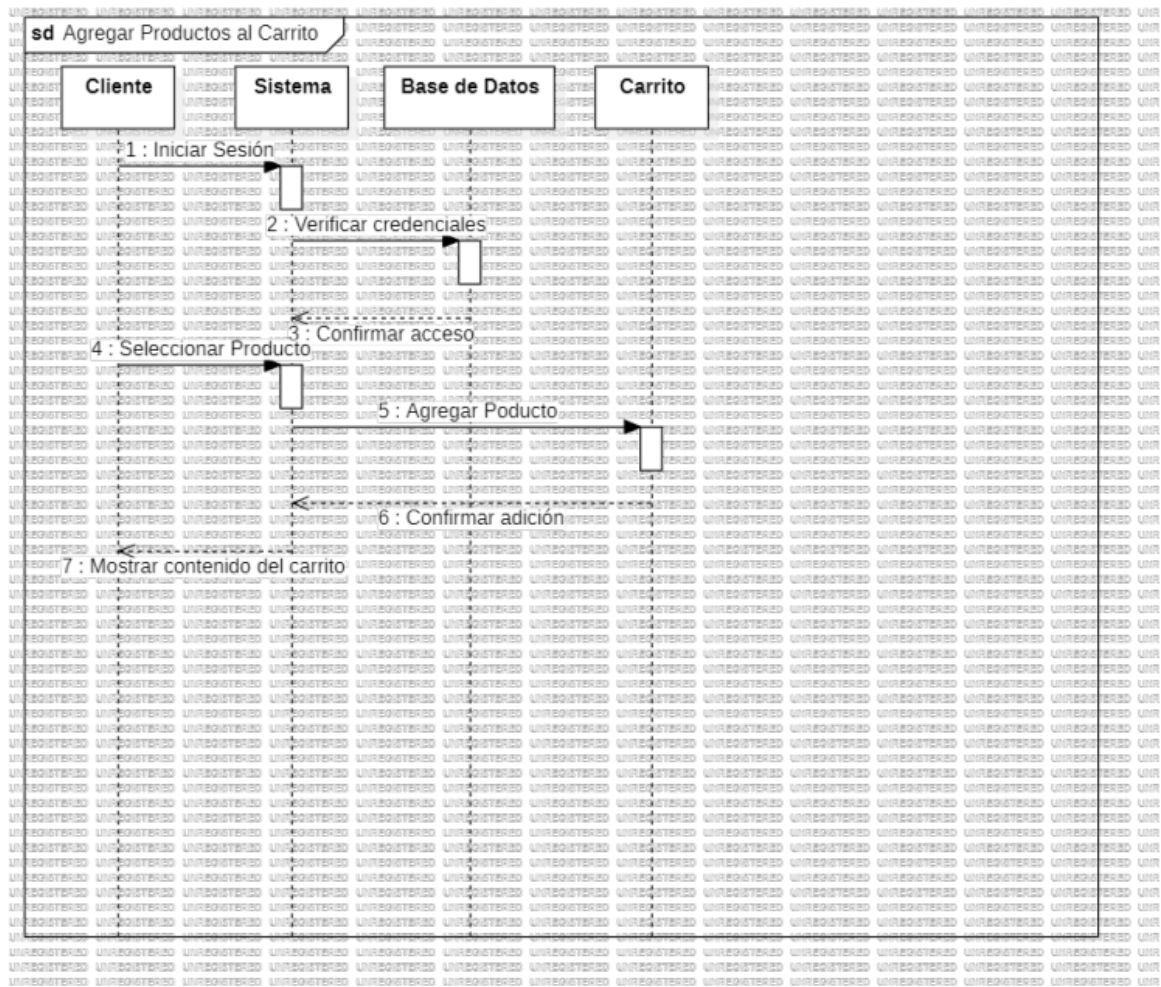 sd Agregar Productos al Carrito
Cliente
Sistema
Base de Datos
Carrito
1 : Iniciar Sesión
2 : Verificar credenciales
3 : Confirmar acceso
4 : Seleccionar Producto
5 : Agregar Poducto
6 : Confirmar adición
7 : Mostrar contenido del carrito
UNREGISTERED